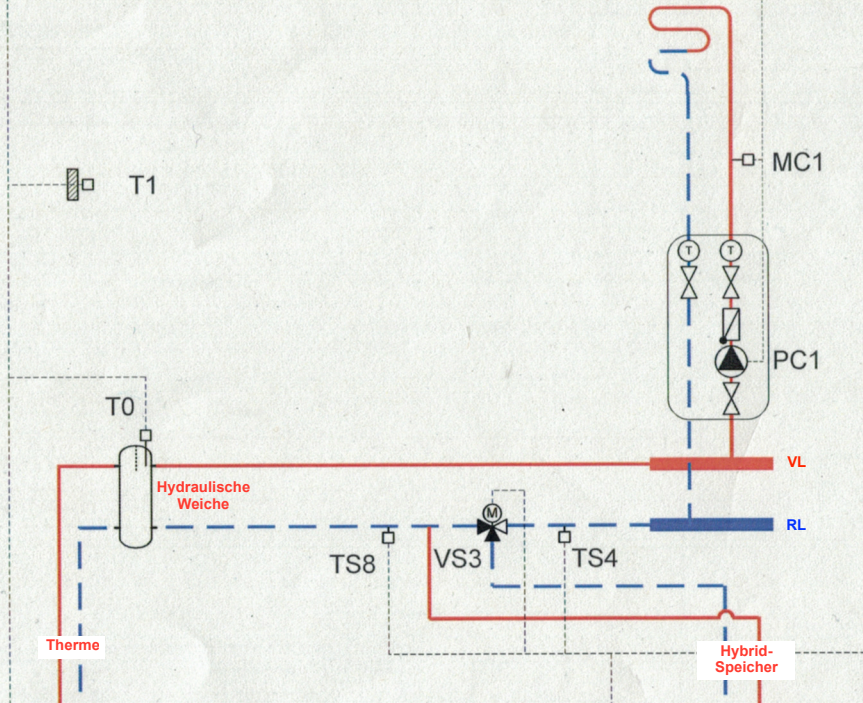 MC1
T1
T
T
PC1
T0
VL
Hydraulische
Weiche
M
RL
TS8
VS3
TS4
Therme
Hybrid-
Speicher